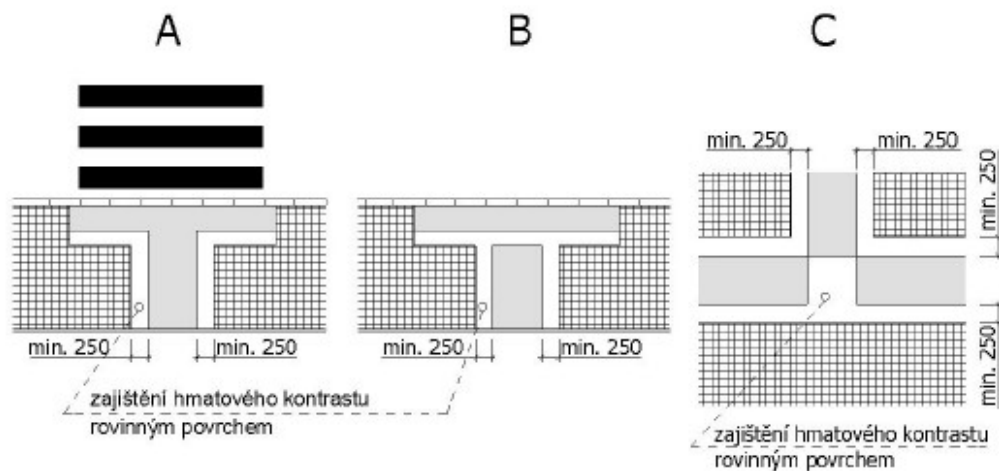 A
B
C
min. 250
min. 250
min. 250
min. 250
min. 250
min. 250
min. 250
min. 250
zajištění hmatového kontrastu
rovinným povrchem
zajištění hmatového kontrastu
rovinným povrchem